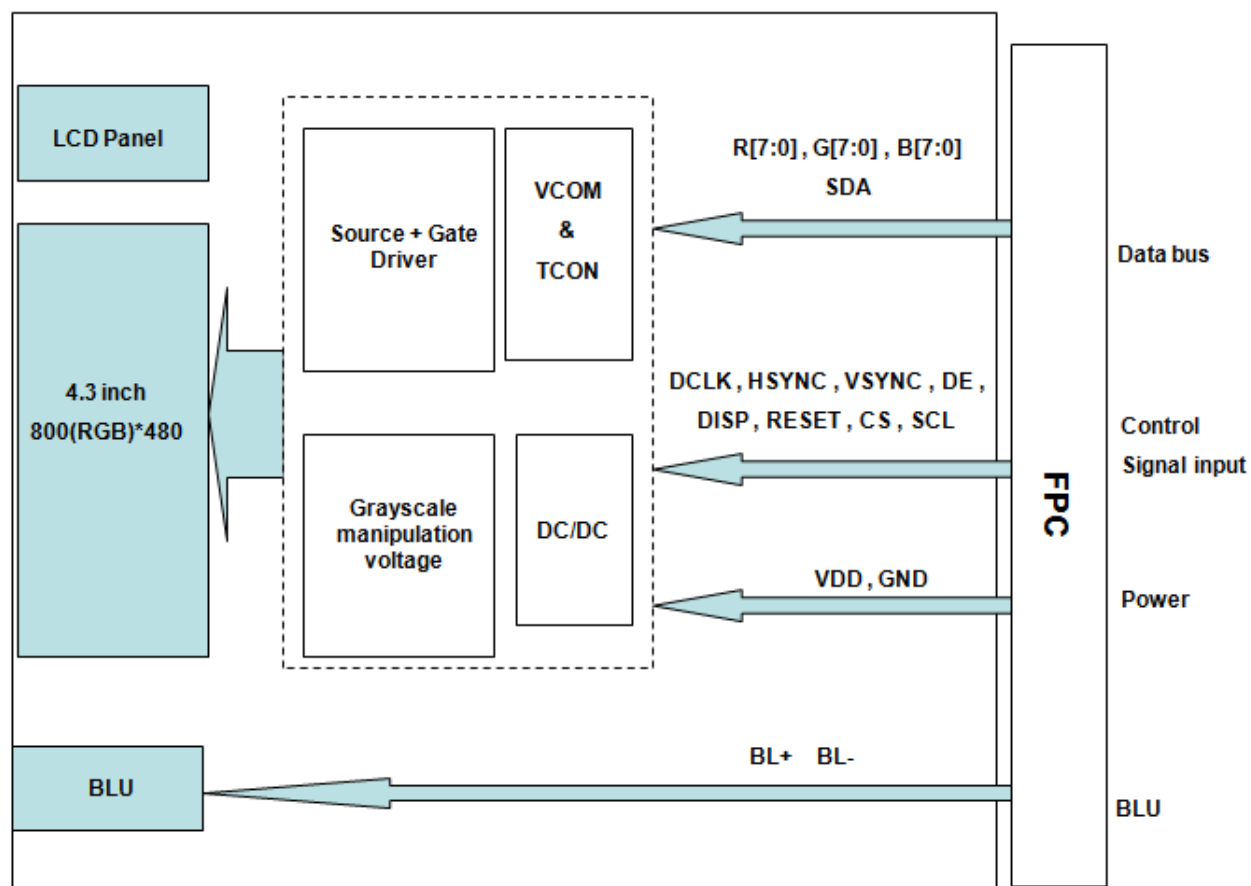 LCD Panel
4.3 inch
800(RGB)*480
BLU
Source + Gate
Driver
VCOM
&
TCON
Grayscale
manipulation
voltage
DC/DC
R[7:0] , G[7:0] , B[7:0]
SDA
DCLK , HSYNC , VSYNC , DE ,
DISP , RESET , CS , SCL
VDD , GND
BL+ BL-
FPC
Data bus
Control
Signal input
Power
BLU